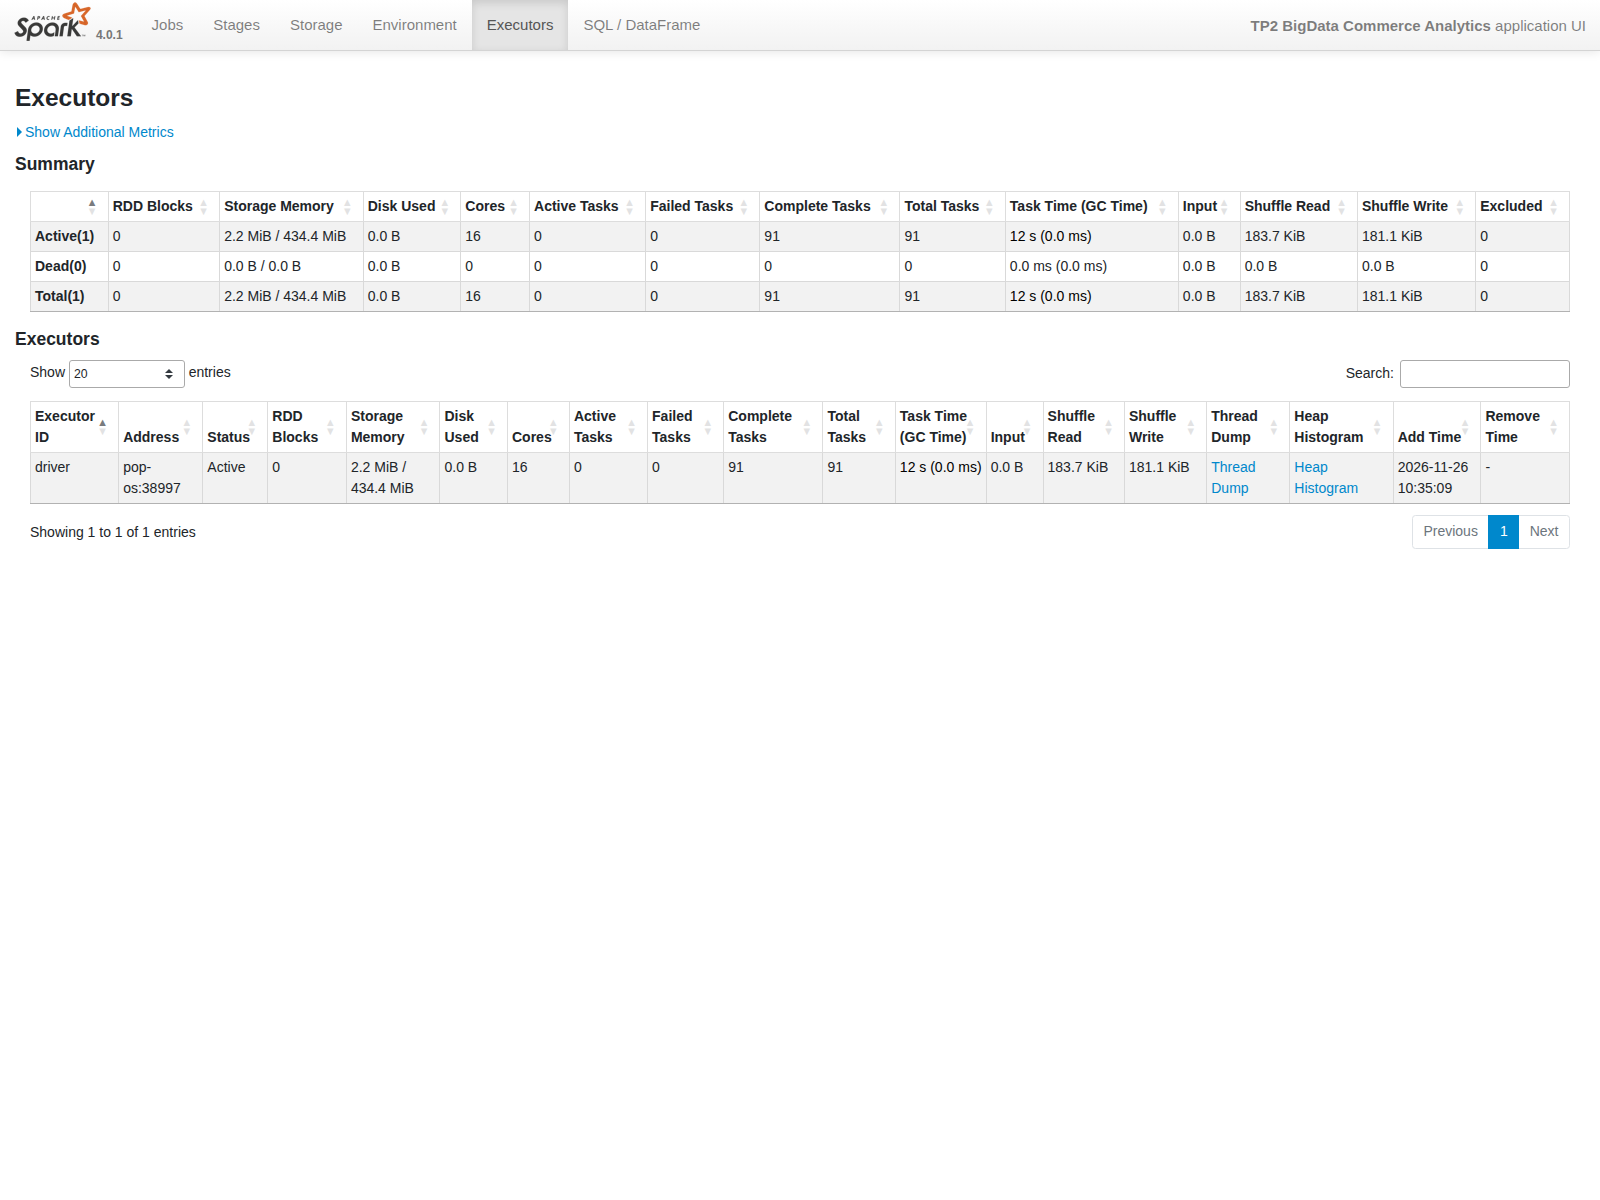 APACHE Spark 4.0.1 Jobs Stages Storage Environment Executors SQL / DataFrame TP2 BigData Commerce Analytics application UI
Executors
Show Additional Metrics
Summary
RDD Blocks Storage Memory Disk Used Cores Active Tasks Failed Tasks Complete Tasks Total Tasks Task Time (GC Time) Input Shuffle Read Shuffle Write Excluded
Active(1) 0 2.2 MiB / 434.4 MiB 0.0 B 16 0 0 91 91 12 s (0.0 ms) 0.0 B 183.7 KiB 181.1 KiB 0
Dead(0) 0 0.0 B / 0.0 B 0.0 B 0 0 0 0 0 0.0 ms (0.0 ms) 0.0 B 0.0 B 0.0 B 0
Total(1) 0 2.2 MiB / 434.4 MiB 0.0 B 16 0 0 91 91 12 s (0.0 ms) 0.0 B 183.7 KiB 181.1 KiB 0
Executors
Show 20 entries Search:
Executor RDD Storage Disk Active Failed Complete Total Task Time Shuffle Shuffle Thread Heap Remove
ID Address Status Blocks Memory Used Cores Tasks Tasks Tasks Tasks (GC Time) Input Read Write Dump Histogram Add Time Time
driver pop- Active 0 2.2 MiB / 0.0 B 16 0 0 91 91 12 s (0.0 ms) 0.0 B 183.7 KiB 181.1 KiB Thread Heap 2026-11-26 -
os:38997 434.4 MiB Dump Histogram 10:35:09
Showing 1 to 1 of 1 entries Previous 1 Next